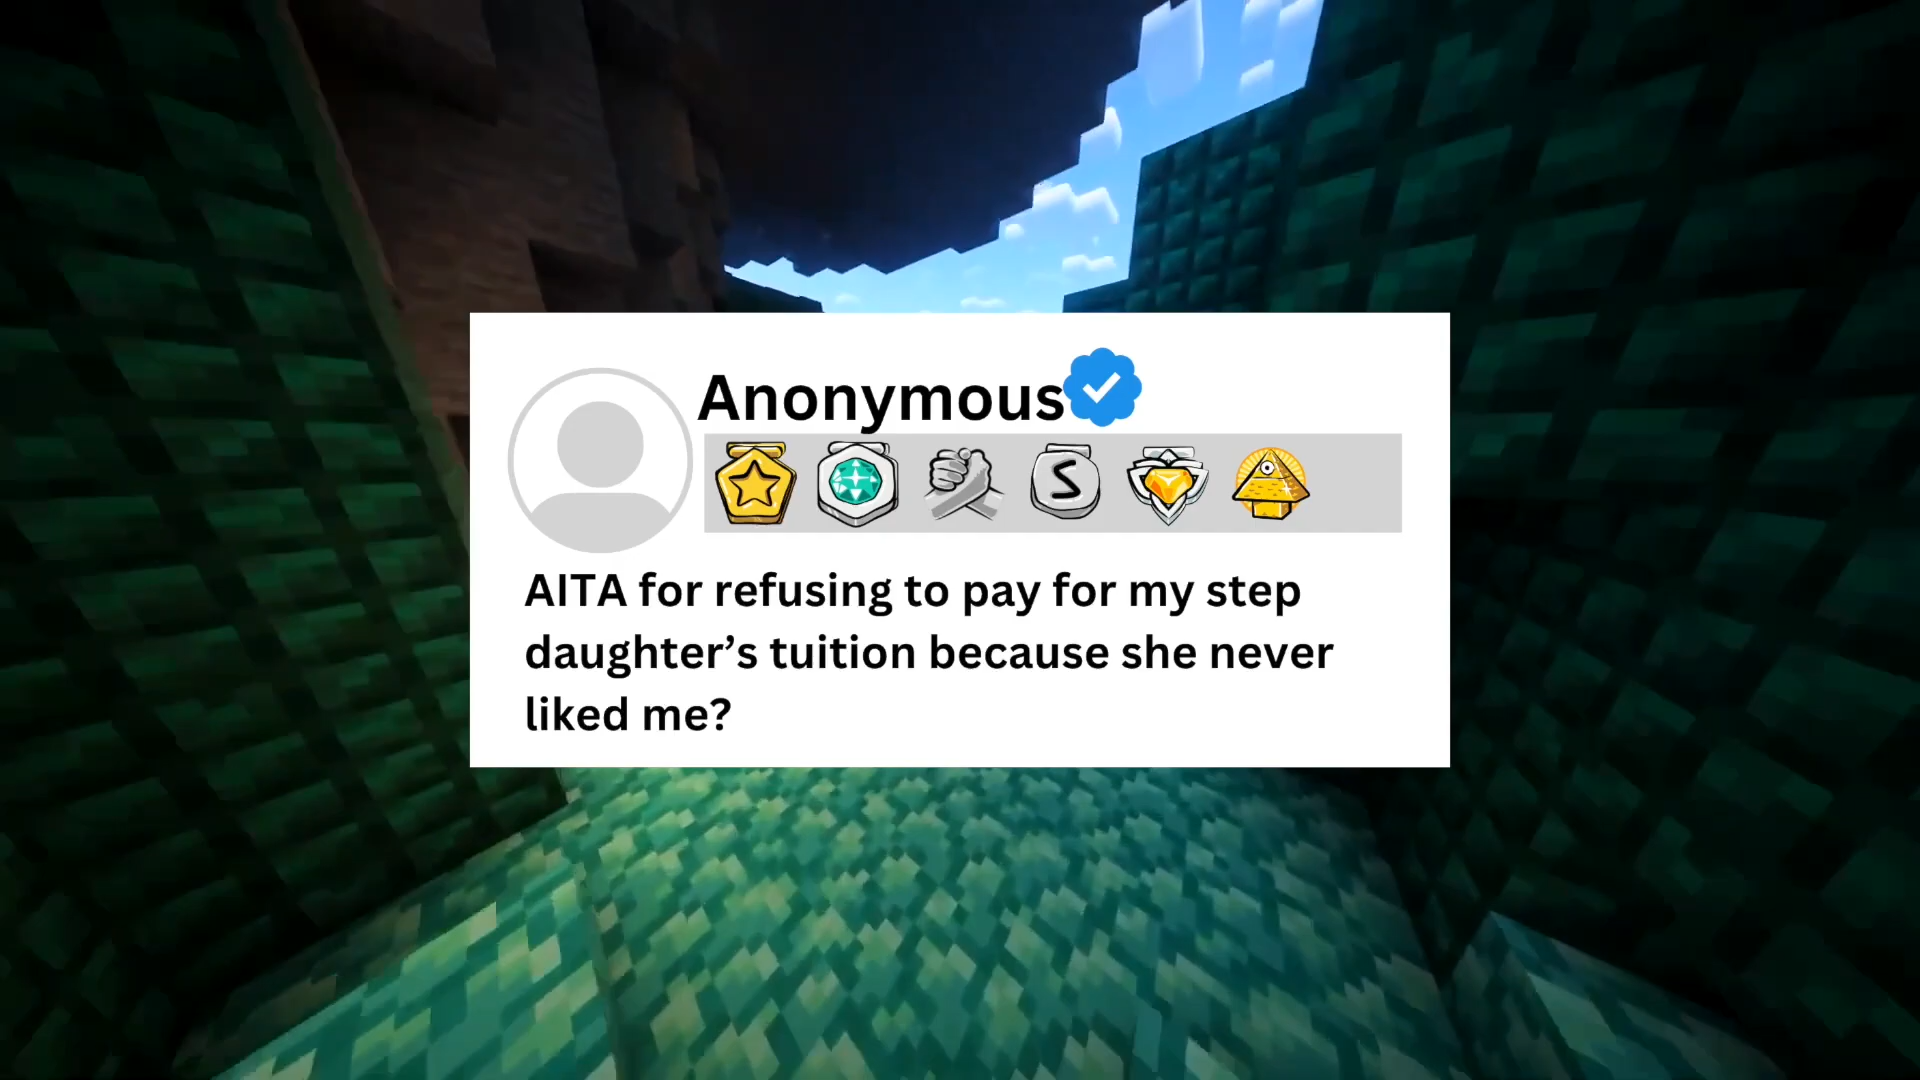 Anonymous
S
AITA for refusing to pay for my step
daughter’s tuition because she never
liked me?